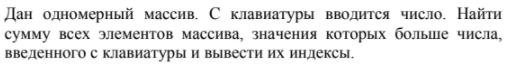 Дан одномерный массив. С клавиатуры вводится число. Найти
сумму всех элементов массива, значения которых больше числа,
введенного с клавиатуры и вывести их индексы.